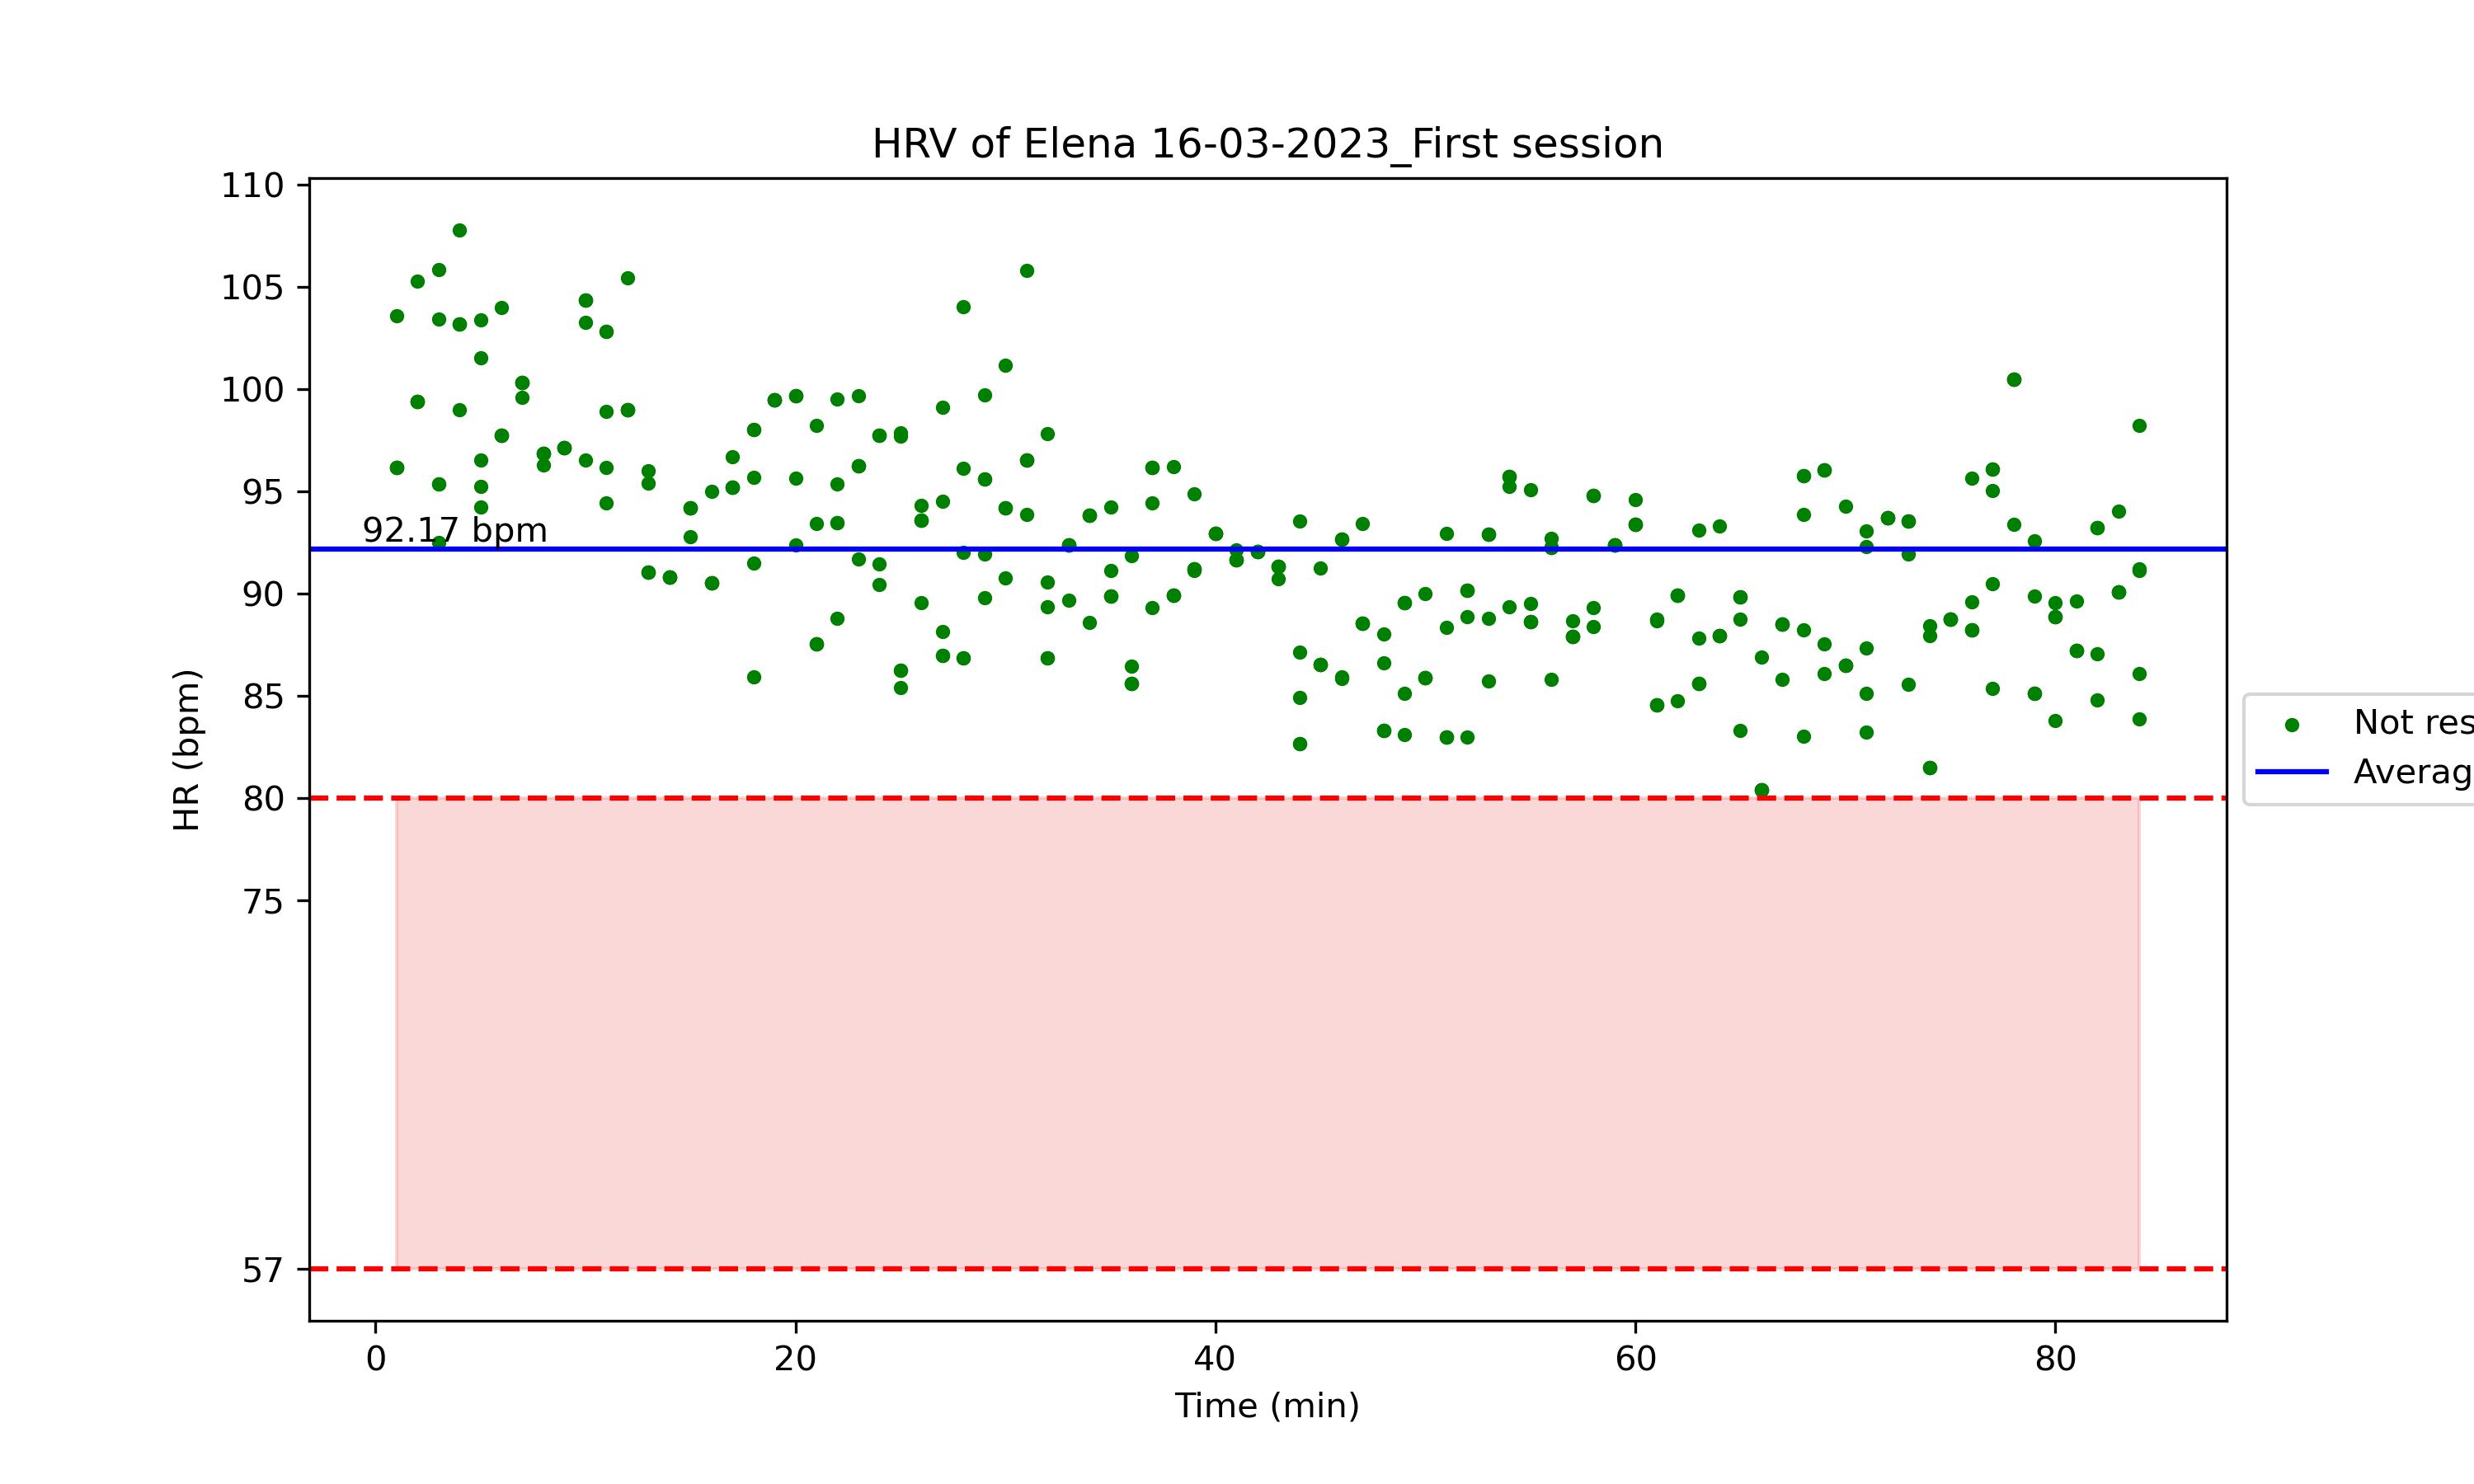 HRV of Elena 16-03-2023_First session
110
105
100
95
92.17 bpm
90
85
80
75
57
HR (bpm)
0 20 40 60 80
Time (min)
Not